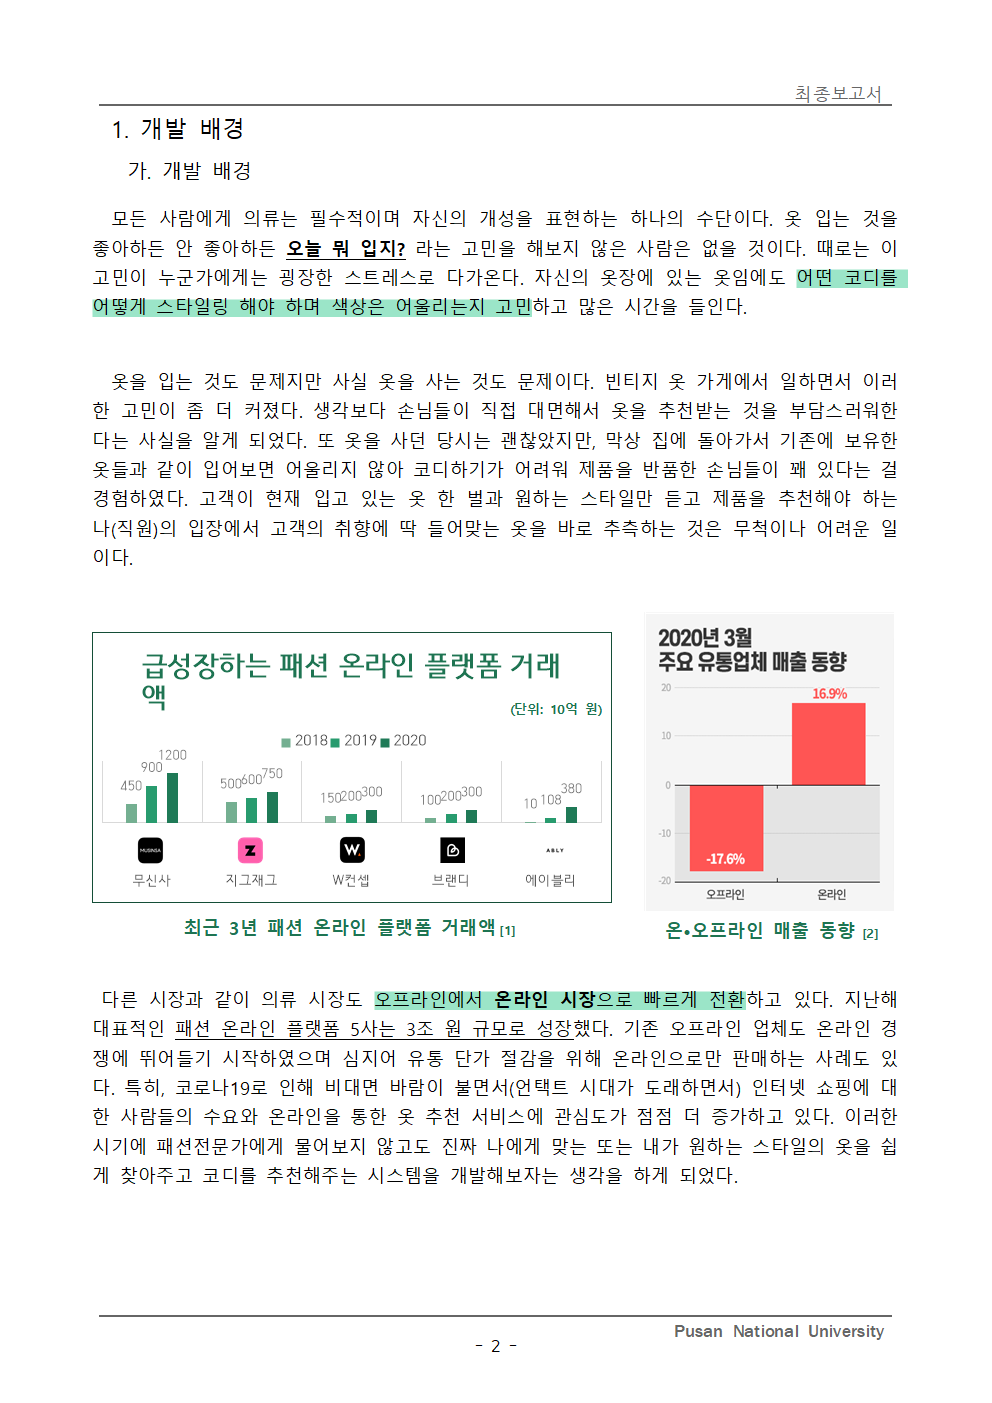 최종보고서
1. 개발 배경
가. 개발 배경
모든 사람에게 의류는 필수적이며 자신의 개성을 표현하는 하나의 수단이다. 옷 입는 것을
좋아하든 안 좋아하든 오늘 뭐 입지? 라는 고민을 해보지 않은 사람은 없을 것이다. 때로는 이
고민이 누군가에게는 굉장한 스트레스로 다가온다. 자신의 옷장에 있는 옷임에도 어떤 코디를
어떻게 스타일링 해야 하며 색상은 어울리는지 고민하고 많은 시간을 들인다.
옷을 입는 것도 문제지만 사실 옷을 사는 것도 문제이다. 빈티지 옷 가게에서 일하면서 이러
한 고민이 좀 더 커졌다. 생각보다 손님들이 직접 대면해서 옷을 추천받는 것을 부담스러워한
다는 사실을 알게 되었다. 또 옷을 사던 당시는 괜찮았지만, 막상 집에 돌아가서 기존에 보유한
옷들과 같이 입어보면 어울리지 않아 코디하기가 어려워 제품을 반품한 손님들이 꽤 있다는 걸
경험하였다. 고객이 현재 입고 있는 옷 한 벌과 원하는 스타일만 듣고 제품을 추천해야 하는
나(직원)의 입장에서 고객의 취향에 딱 들어맞는 옷을 바로 추측하는 것은 무척이나 어려운 일
이다.
급성장하는 패션 온라인 플랫폼 거래
액
(단위: 10억 원)
2018 2019 2020
450 900 1200 500 600 750 150 200 300 100 200 300 10 108 380
MUSINSA Z W. ABLY
무신사 지그재그 W컨셉 브랜디 에이블리
최근 3년 패션 온라인 플랫폼 거래액 [1]
2020년 3월
주요 유통업체 매출 동향
20
16.9%
10
0
-10
-17.6%
-20
오프라인 온라인
온•오프라인 매출 동향 [2]
다른 시장과 같이 의류 시장도 오프라인에서 온라인 시장으로 빠르게 전환하고 있다. 지난해
대표적인 패션 온라인 플랫폼 5사는 3조 원 규모로 성장했다. 기존 오프라인 업체도 온라인 경
쟁에 뛰어들기 시작하였으며 심지어 유통 단가 절감을 위해 온라인으로만 판매하는 사례도 있
다. 특히, 코로나19로 인해 비대면 바람이 불면서(언택트 시대가 도래하면서) 인터넷 쇼핑에 대
한 사람들의 수요와 온라인을 통한 옷 추천 서비스에 관심도가 점점 더 증가하고 있다. 이러한
시기에 패션전문가에게 물어보지 않고도 진짜 나에게 맞는 또는 내가 원하는 스타일의 옷을 쉽
게 찾아주고 코디를 추천해주는 시스템을 개발해보자는 생각을 하게 되었다.
Pusan National University
- 2 -